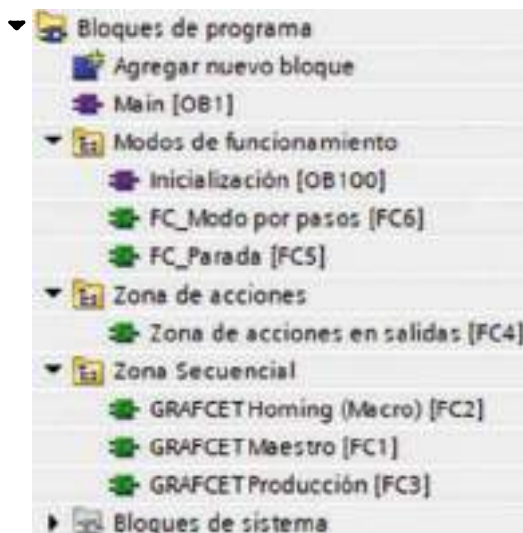 Bloques de programa
Agregar nuevo bloque
Main [OB1]
Modos de funcionamiento
Inicialización [OB100]
FC_Modo por pasos [FC6]
FC_Parada [FC5]
Zona de acciones
Zona de acciones en salidas [FC4]
Zona Secuencial
GRAFCET Homing (Macro) [FC2]
GRAFCET Maestro [FC1]
GRAFCET Producción [FC3]
Bloques de sistema